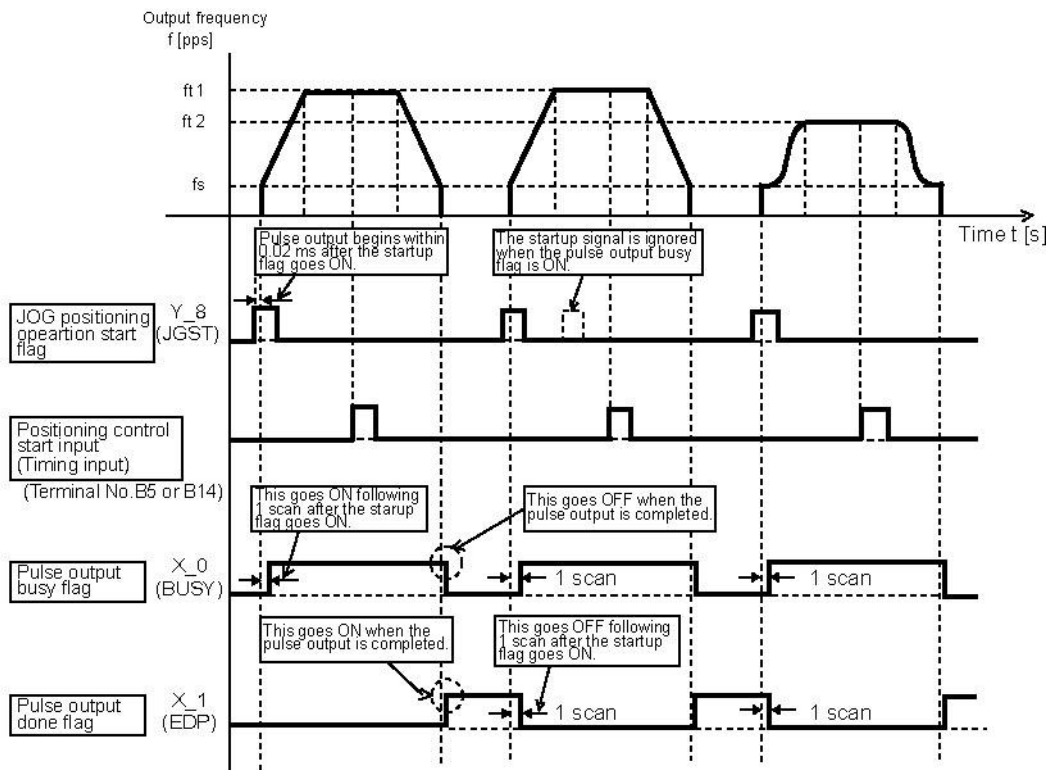 Output frequency
f [pps]
ft1
ft2
fs
Time t [s]
Pulse output begins within
0.02 ms after the startup
flag goes ON.
The startup signal is ignored
when the pulse output busy
flag is ON.
JOG positioning
opeartion start
flag
Y_8
(JGST)
Positioning control
start input
(Timing input)
(Terminal No.B5 or B14)
This goes ON following
1 scan after the starup
flag goes ON.
This goes OFF when the
pulse output is completed.
Pulse output
busy flag
X_0
(BUSY)
1 scan
1 scan
This goes ON when the
pulse output is completed.
This goes OFF following
1 scan after the startup
flag goes ON.
Pulse output
done flag
X_1
(EDP)
1 scan
1 scan